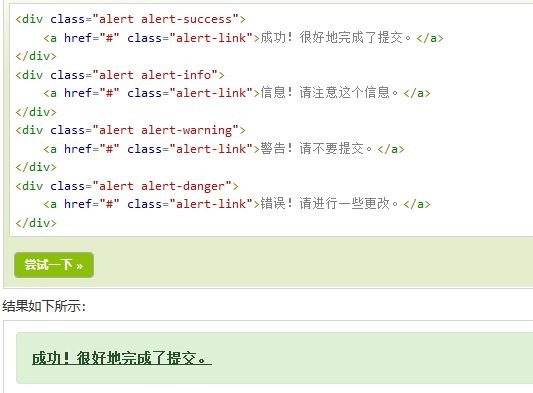 <div class="alert alert-success">
    <a href="#" class="alert-link">成功！很好地完成了提交。</a>
</div>
<div class="alert alert-info">
    <a href="#" class="alert-link">信息！请注意这个信息。</a>
</div>
<div class="alert alert-warning">
    <a href="#" class="alert-link">警告！请不要提交。</a>
</div>
<div class="alert alert-danger">
    <a href="#" class="alert-link">错误！请进行一些更改。</a>
</div>
尝试一下 »
结果如下所示：
成功！很好地完成了提交。